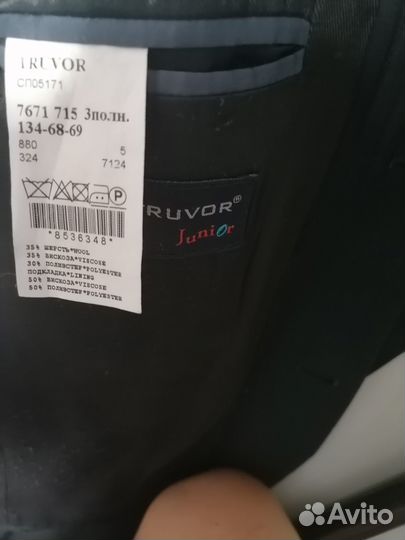 TRUVOR
СП05171
7671 715 3полн.
134-68-69
880 5
324 7124
P
*8536348*
35% ШЕРСТЬ*WOOL
35% ВИСКОЗА*VISCOSE
30% ПОЛИЭСТЕР*POLYESTER
ПОДКЛАДКА*LINING
50% ВИСКОЗА*VISCOSE
50% ПОЛИЭСТЕР*POLYESTER
TRUVOR®
Junior
Avito